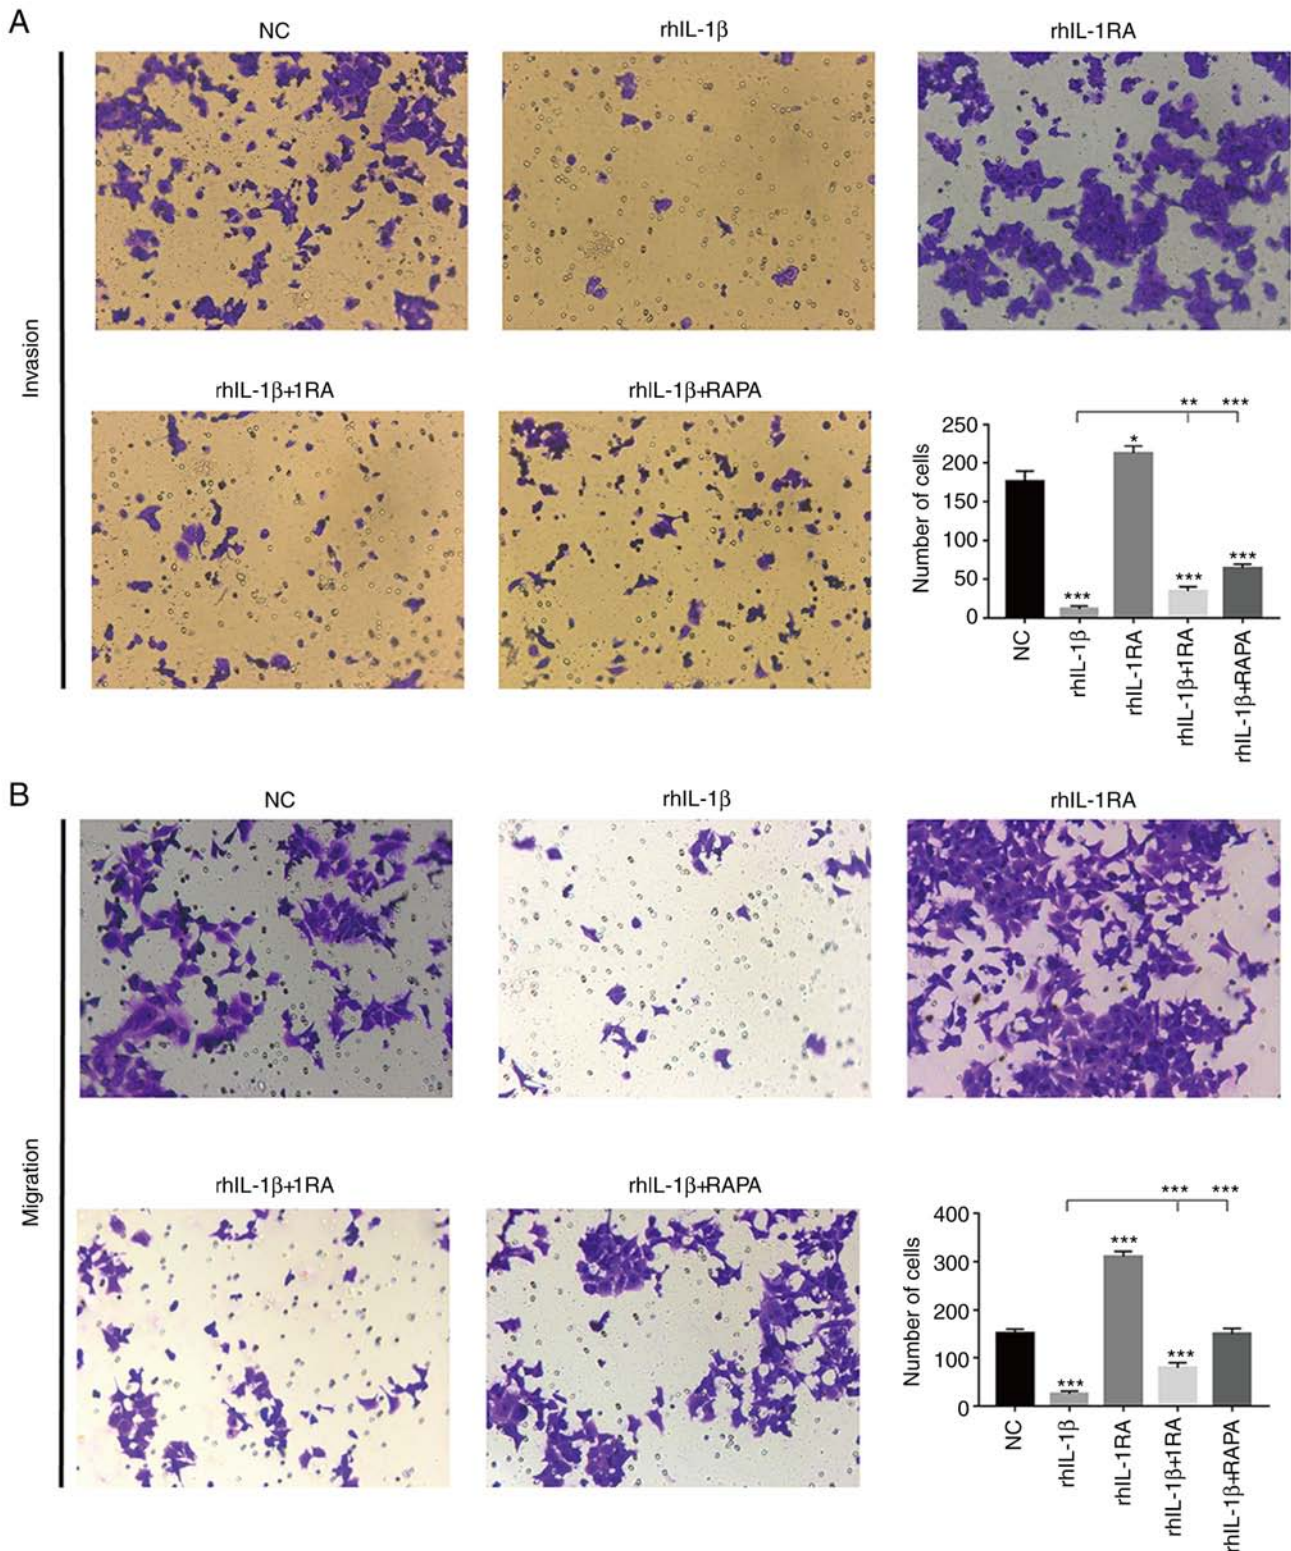 A
NC
rhIL-1β
rhIL-1RA
Invasion
rhIL-1β+1RA
rhIL-1β+RAPA
** ***
Number of cells
250
200
150
100
50
0
***
*
***
***
NC
rhIL-1β
rhIL-1RA
rhIL-1β+1RA
rhIL-1β+RAPA
B
NC
rhIL-1β
rhIL-1RA
Migration
rhIL-1β+1RA
rhIL-1β+RAPA
*** ***
Number of cells
400
300
200
100
0
***
***
***
NC
rhIL-1β
rhIL-1RA
rhIL-1β+1RA
rhIL-1β+RAPA